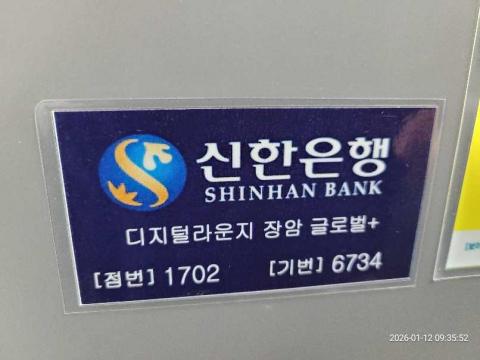 신한은행
SHINHAN BANK
디지털라운지 장암 글로벌+
[점번] 1702 [기번] 6734
2026-01-12 09:35:52